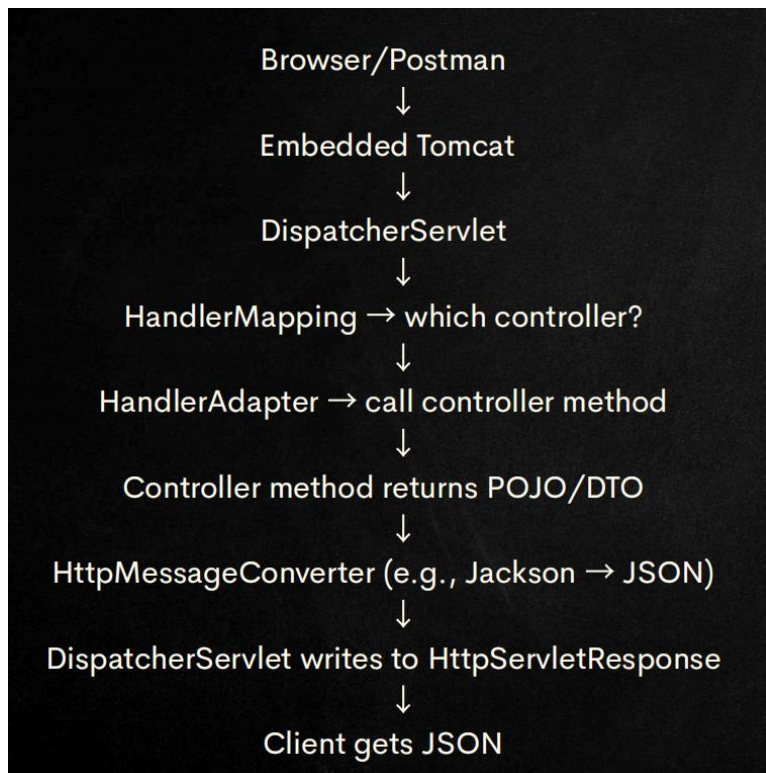 Browser/Postman
↓
Embedded Tomcat
↓
DispatcherServlet
↓
HandlerMapping → which controller?
↓
HandlerAdapter → call controller method
↓
Controller method returns POJO/DTO
↓
HttpMessageConverter (e.g., Jackson → JSON)
↓
DispatcherServlet writes to HttpServletResponse
↓
Client gets JSON